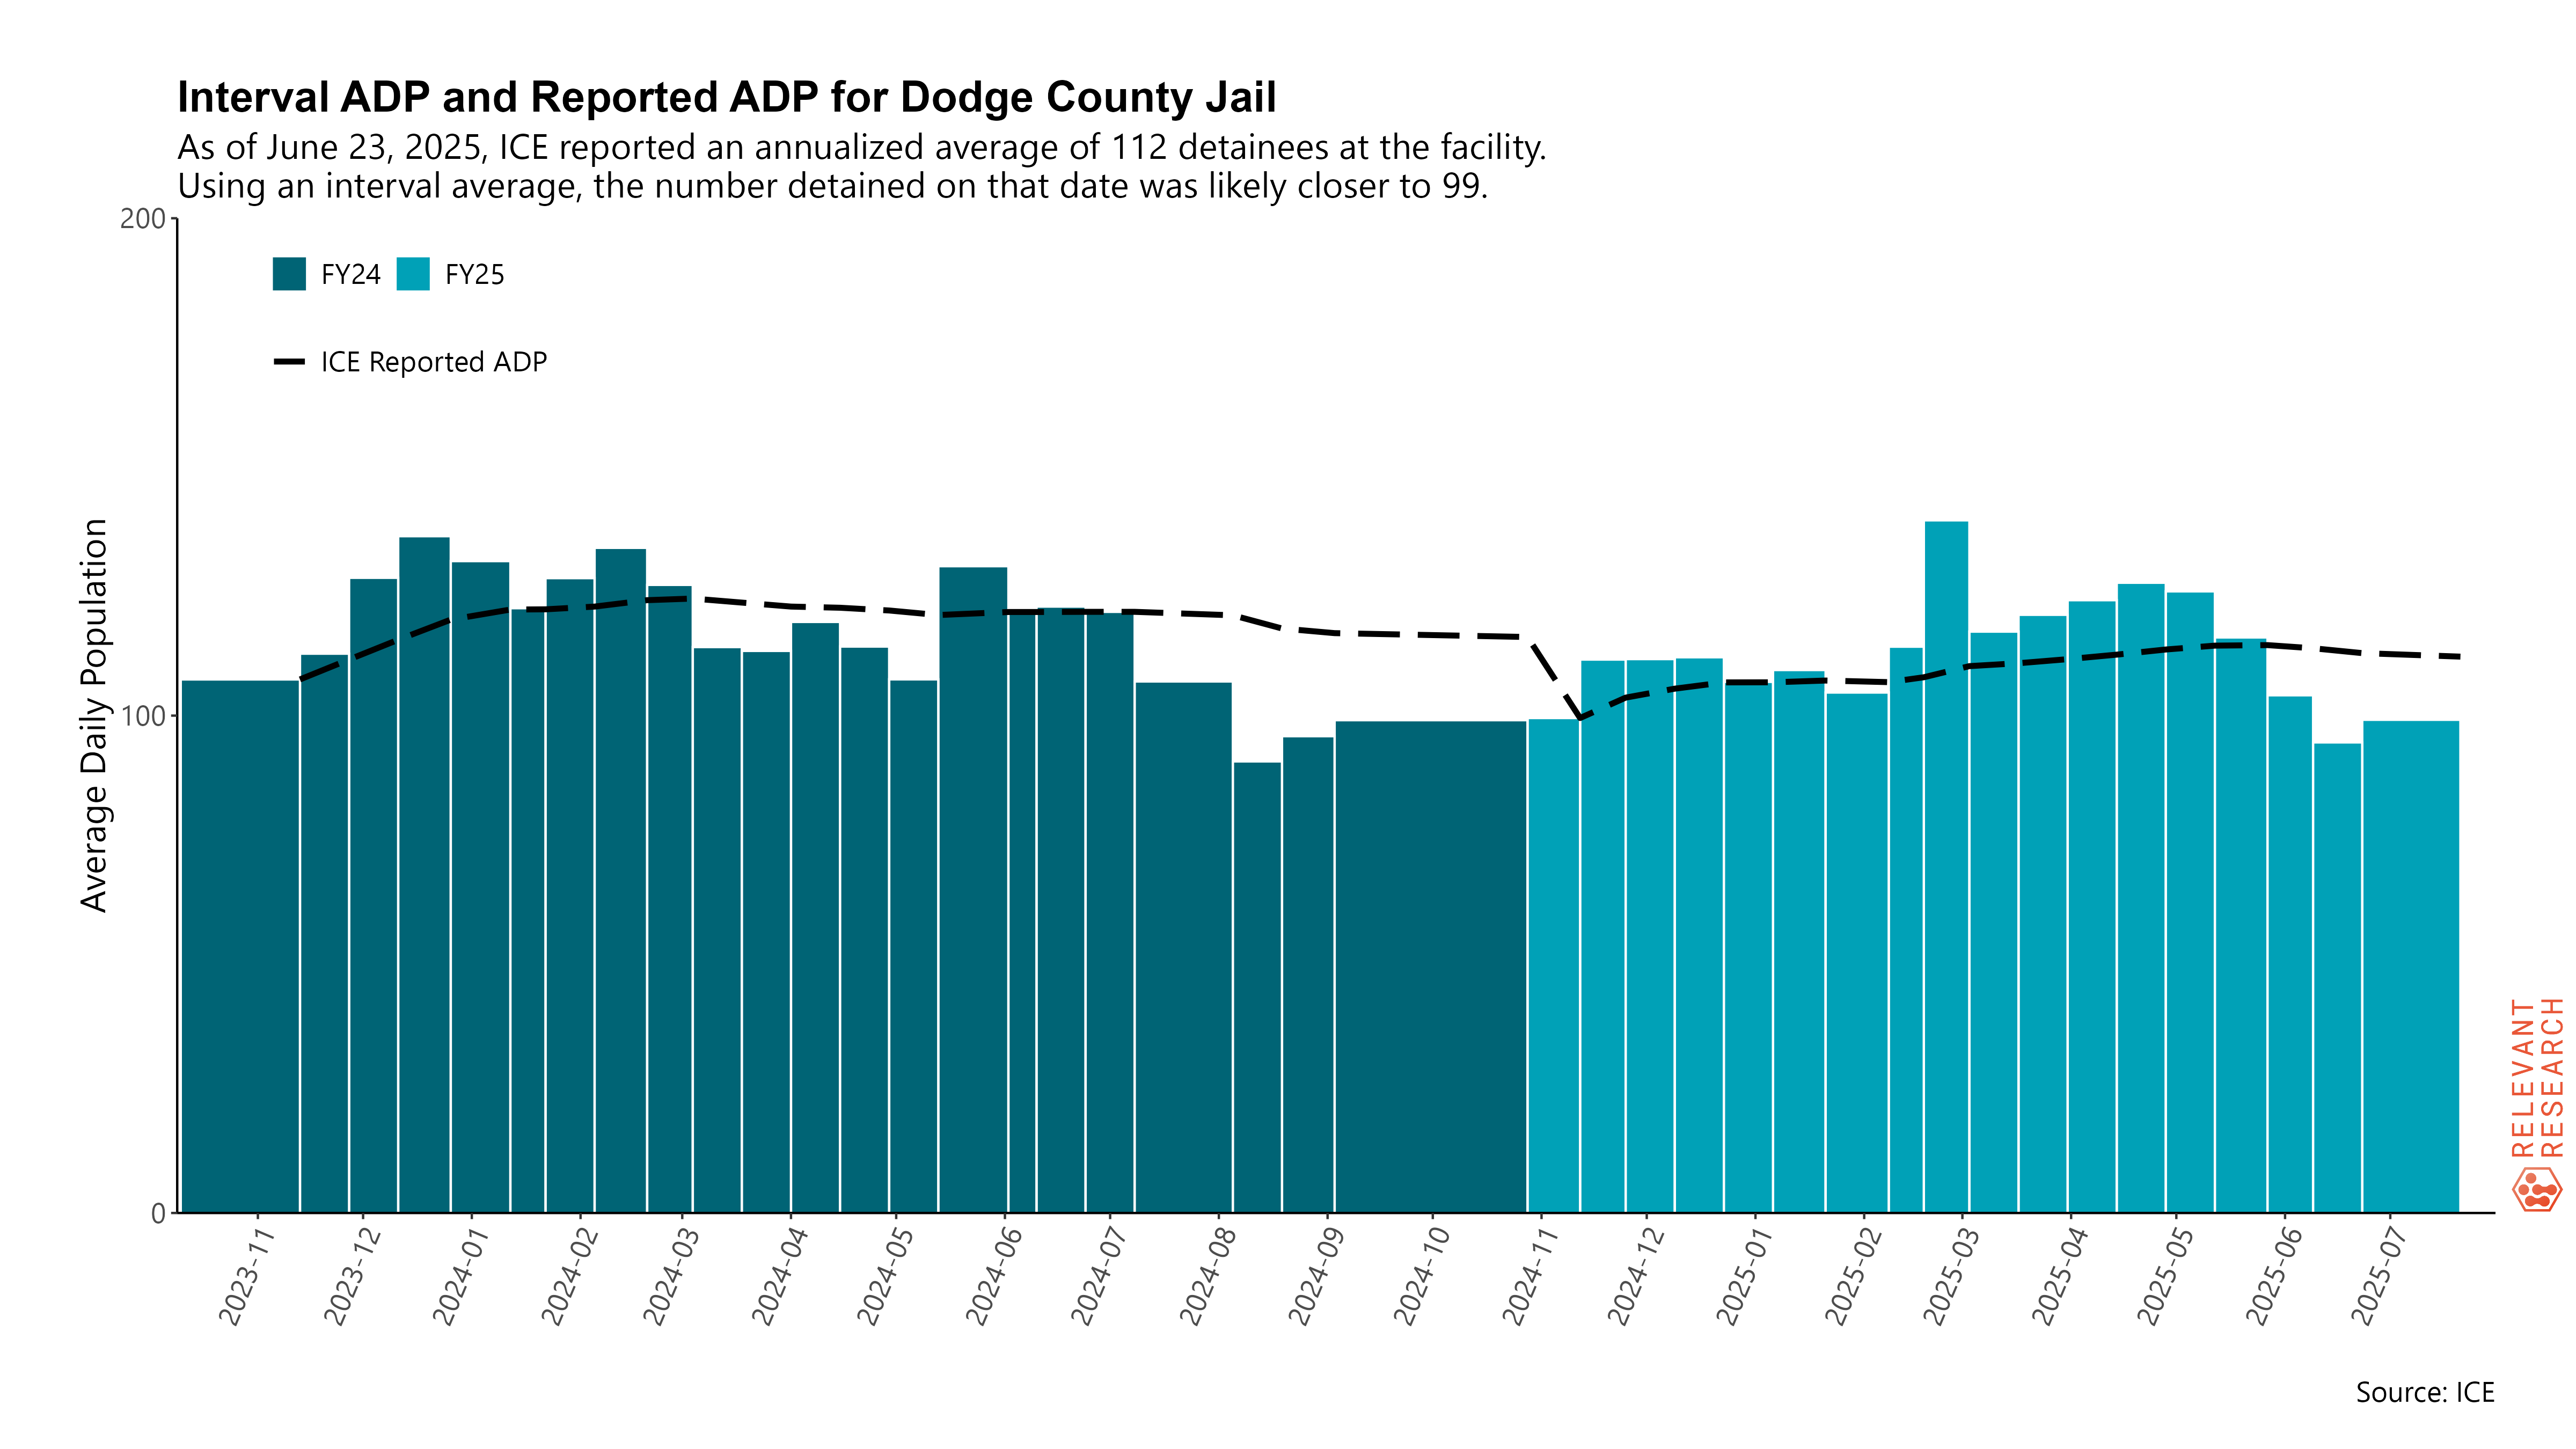 Interval ADP and Reported ADP for Dodge County Jail
As of June 23, 2025, ICE reported an annualized average of 112 detainees at the facility.
Using an interval average, the number detained on that date was likely closer to 99.
200
FY24 FY25
ICE Reported ADP
Average Daily Population
100
0
2023-11
2023-12
2024-01
2024-02
2024-03
2024-04
2024-05
2024-06
2024-07
2024-08
2024-09
2024-10
2024-11
2024-12
2025-01
2025-02
2025-03
2025-04
2025-05
2025-06
2025-07
RELEVANT
RESEARCH
Source: ICE